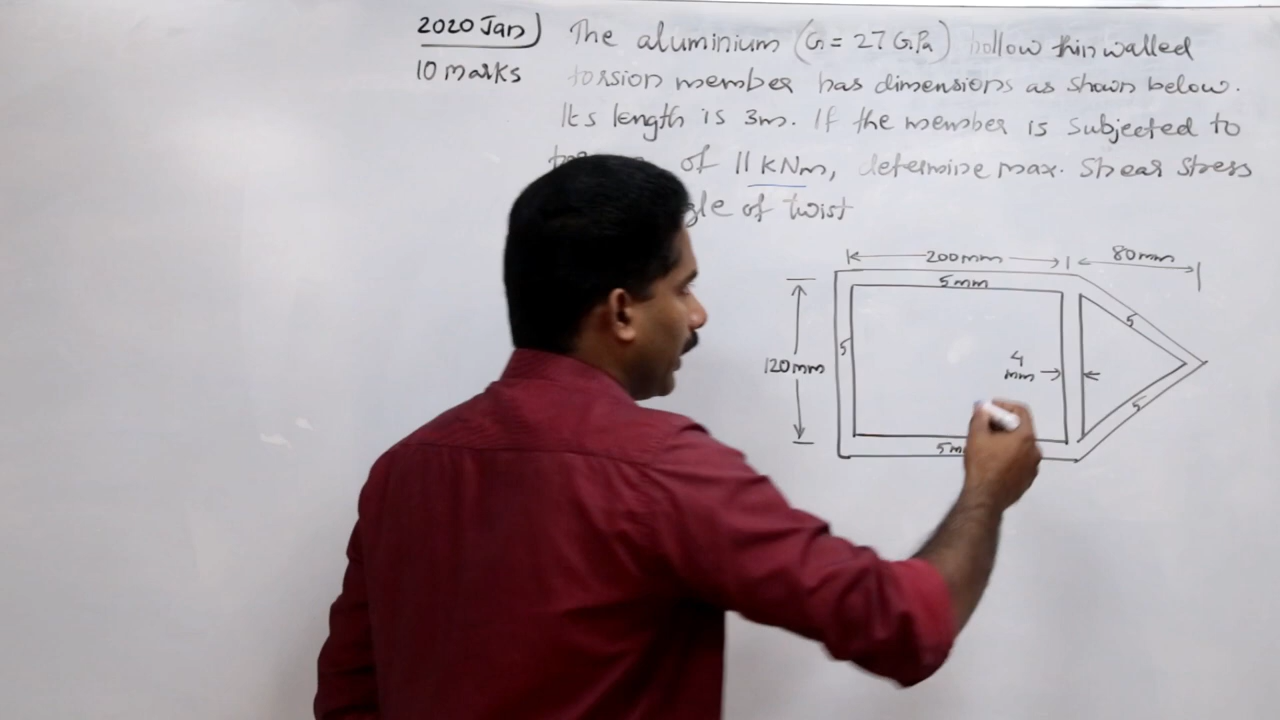 2020 Jan) The aluminium (G = 27 GPa) hollow thin walled
10 marks torsion member has dimensions as shown below.
Its length is 3m. If the member is subjected to
of 11 KNm, determine max. shear stress
of twist
200mm 80mm
5mm
5
120mm 5 4
mm
5